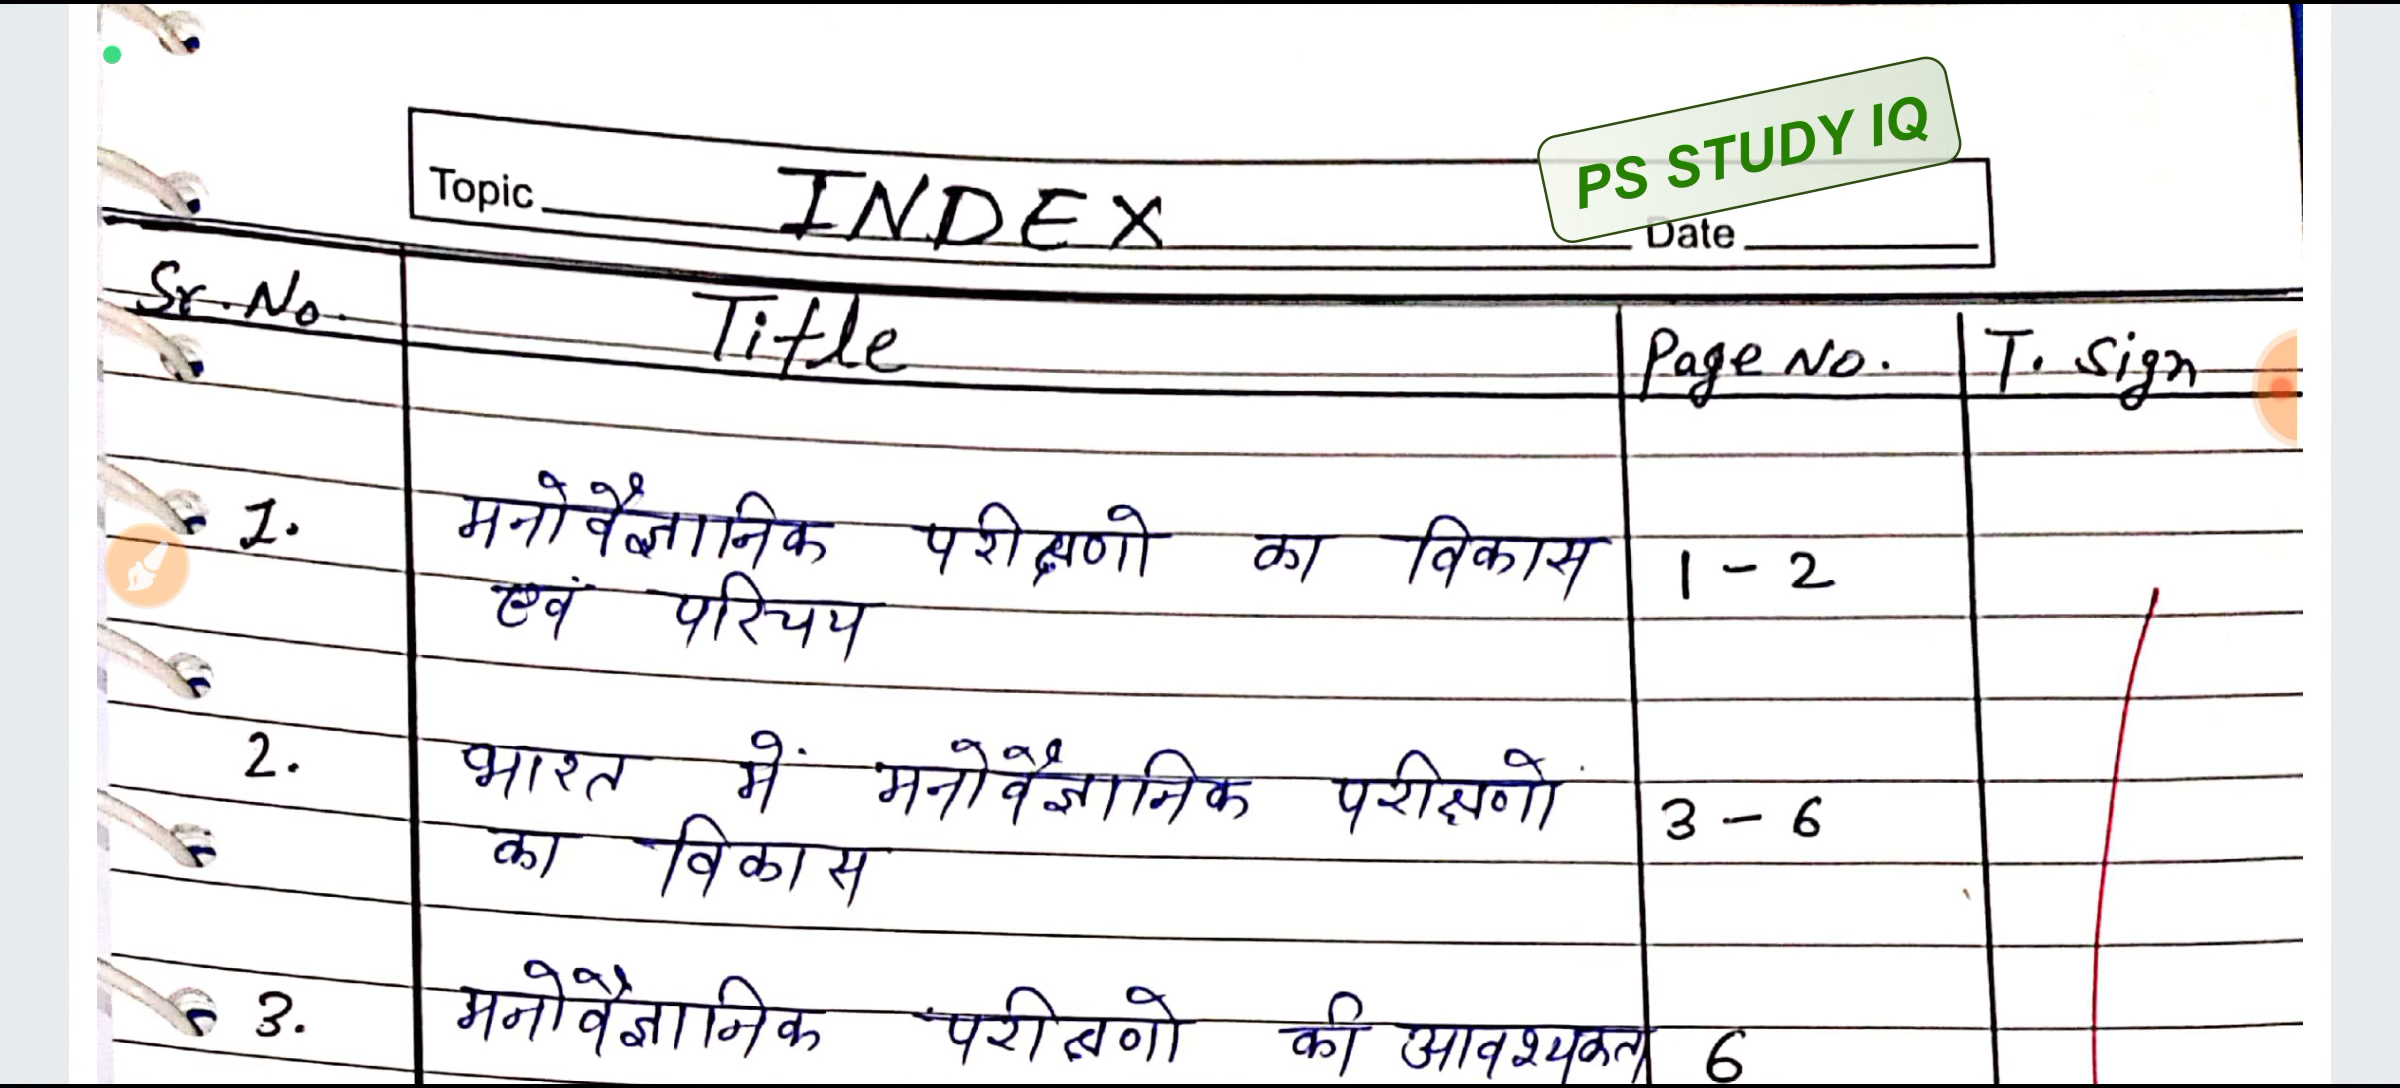 PS STUDY IQ
Topic INDEX Date
Sr. No. Title Page No. T. Sign
1. मनोवैज्ञानिक परीक्षणो का विकास 1 - 2
एवं परिचय
2. भारत में मनोवैज्ञानिक परीक्षणों 3 - 6
का विकास
3. मनोवैज्ञानिक परीक्षणो की आवश्यकता 6